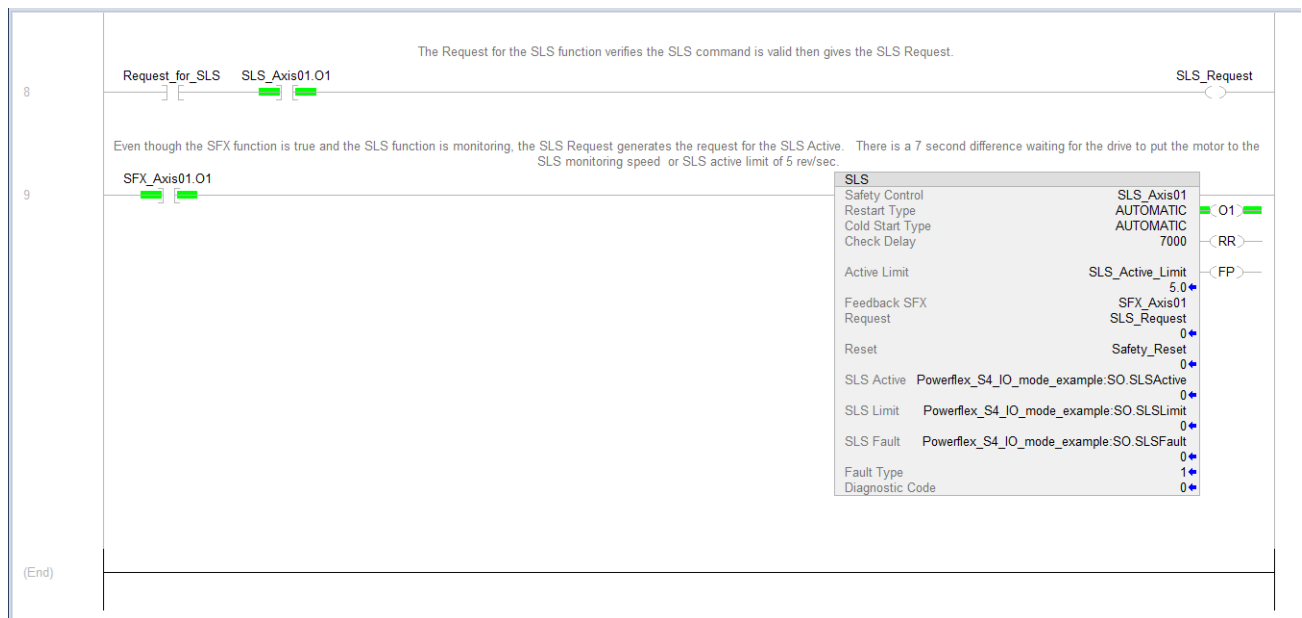 The Request for the SLS function verifies the SLS command is valid then gives the SLS Request.
Request_for_SLS SLS_Axis01.O1 SLS_Request
8
Even though the SFX function is true and the SLS function is monitoring, the SLS Request generates the request for the SLS Active. There is a 7 second difference waiting for the drive to put the motor to the
SLS monitoring speed or SLS active limit of 5 rev/sec.
SFX_Axis01.O1
9
SLS
Safety Control SLS_Axis01
Restart Type AUTOMATIC O1
Cold Start Type AUTOMATIC
Check Delay 7000 RR
Active Limit SLS_Active_Limit FP
5.0
Feedback SFX SFX_Axis01
Request SLS_Request
0
Reset Safety_Reset
0
SLS Active Powerflex_S4_IO_mode_example:SO.SLSActive
0
SLS Limit Powerflex_S4_IO_mode_example:SO.SLSLimit
0
SLS Fault Powerflex_S4_IO_mode_example:SO.SLSFault
0
Fault Type 1
Diagnostic Code 0
(End)